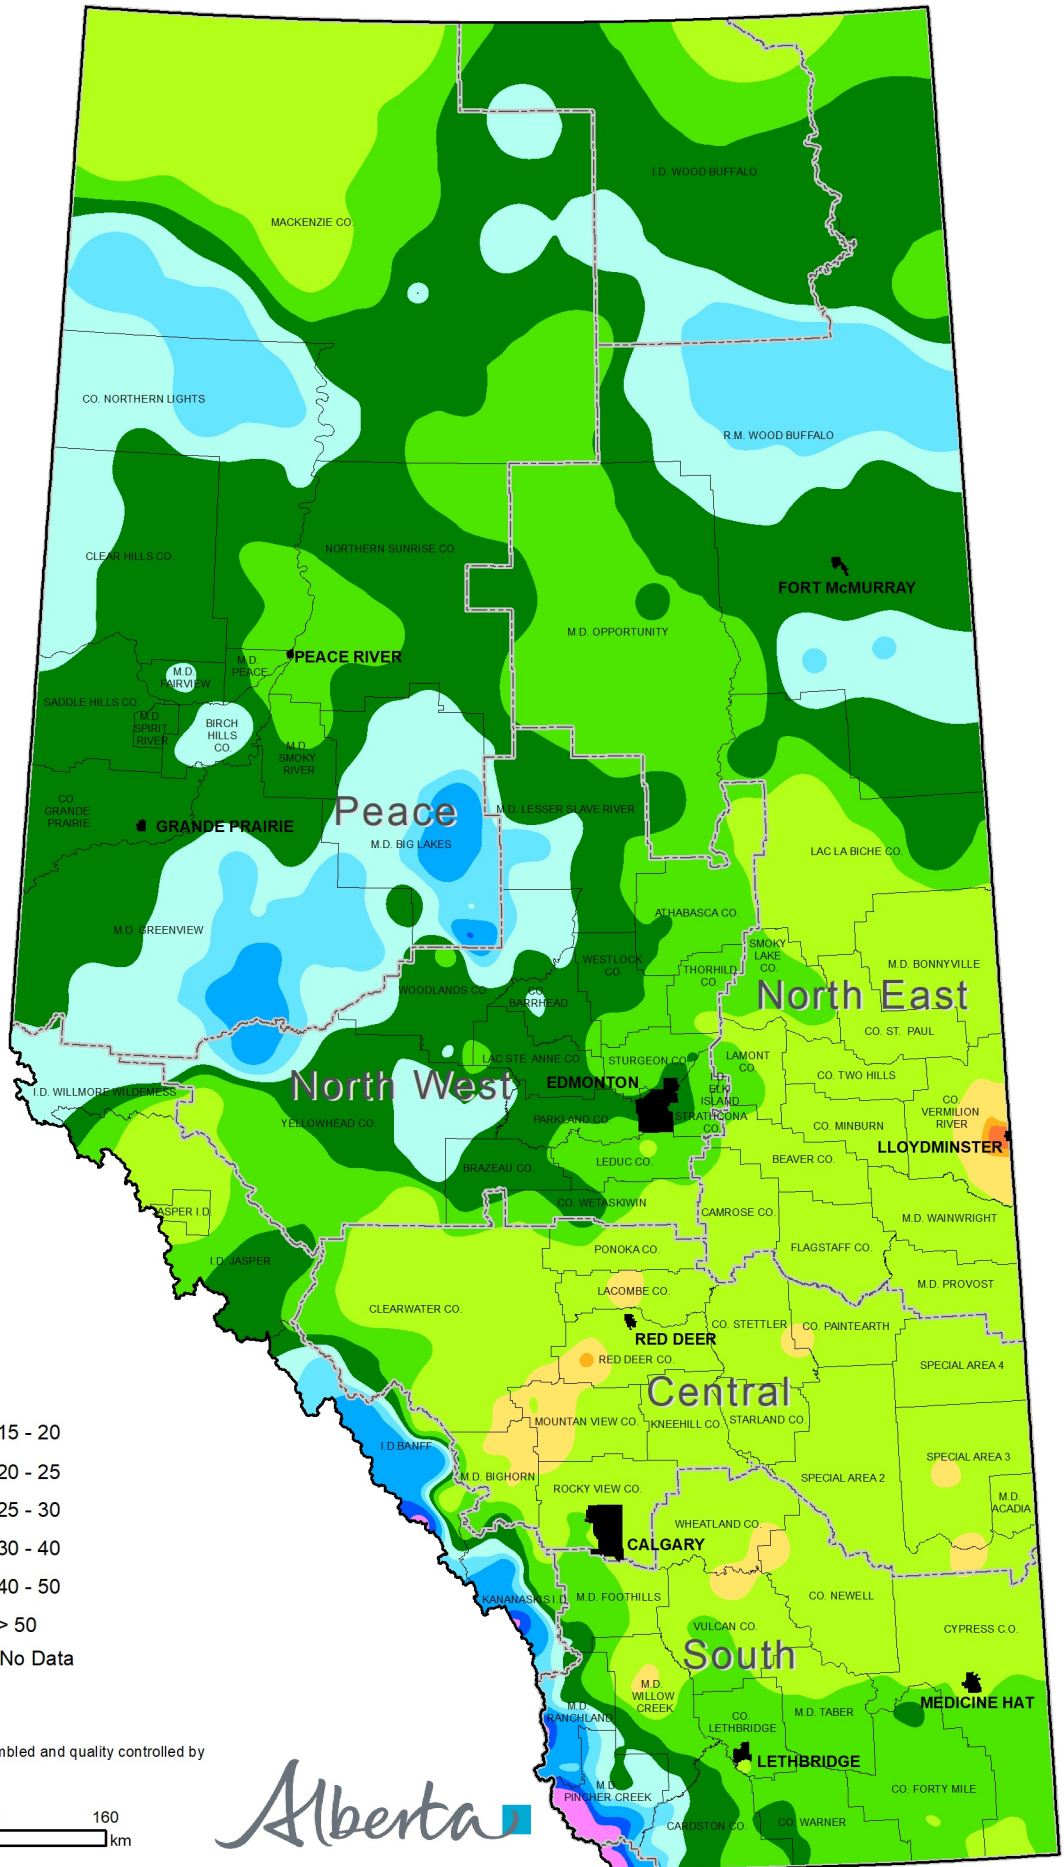 I.D. WOOD BUFFALO
MACKENZIE CO.
CO. NORTHERN LIGHTS
R.M. WOOD BUFFALO
CLEAR HILLS CO.
NORTHERN SUNRISE CO.
FORT McMURRAY
M.D. OPPORTUNITY
PEACE RIVER
M.D.
PEACE
M.D.
FAIRVIEW
SADDLE HILLS CO.
M.D.
SPIRIT
RIVER
BIRCH
HILLS
CO.
M.D.
SMOKY
RIVER
CO.
GRANDE
PRAIRIE
GRANDE PRAIRIE
Peace
M.D. LESSER SLAVE RIVER
M.D. BIG LAKES
LAC LA BICHE CO.
ATHABASCA CO.
M.D. GREENVIEW
SMOKY
LAKE
CO.
WESTLOCK
CO.
THORHILD
CO.
M.D. BONNYVILLE
WOODLANDS CO.
CO.
BARRHEAD
North East
CO. ST. PAUL
LAC STE ANNE CO.
STURGEON CO.
LAMONT
CO.
CO. TWO HILLS
North West
EDMONTON
I.D.
ELK
ISLAND
I.D. WILLMORE WILDERNESS
YELLOWHEAD CO.
PARKLAND CO.
STRATHCONA
CO.
CO. MINBURN
CO.
VERMILION
RIVER
LLOYDMINSTER
BRAZEAU CO.
LEDUC CO.
BEAVER CO.
CO. WETASKIWIN
CAMROSE CO.
M.D. WAINWRIGHT
JASPER I.D.
I.D. JASPER
PONOKA CO.
FLAGSTAFF CO.
M.D. PROVOST
LACOMBE CO.
CLEARWATER CO.
CO. STETTLER
CO. PAINTEARTH
RED DEER
RED DEER CO.
SPECIAL AREA 4
Central
MOUNTAN VIEW CO.
KNEEHILL CO.
STARLAND CO.
I.D BANFF
M.D. BIGHORN
SPECIAL AREA 3
SPECIAL AREA 2
ROCKY VIEW CO.
M.D.
ACADIA
WHEATLAND CO.
CALGARY
KANANASKIS I.D.
M.D. FOOTHILLS
CO. NEWELL
VULCAN CO.
CYPRESS C.O.
South
M.D.
WILLOW
CREEK
MEDICINE HAT
M.D.
RANCHLAND
CO.
LETHBRIDGE
M.D. TABER
LETHBRIDGE
M.D.
PINCHER CREEK
CO. FORTY MILE
CARDSTON CO.
CO. WARNER
15 - 20
20 - 25
25 - 30
30 - 40
40 - 50
> 50
No Data
mbled and quality controlled by
160
km
Alberta